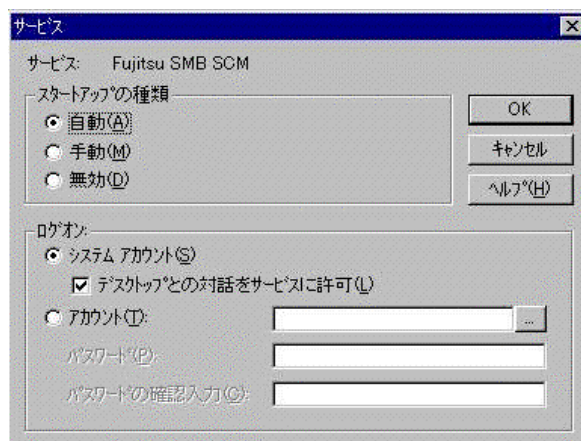 サービス
サービス: Fujitsu SMB SCM
スタートアップの種類
自動(A)
手動(M)
無効(D)
OK
キャンセル
ヘルプ(H)
ログオン:
システム アカウント(S)
デスクトップとの対話をサービスに許可(L)
アカウント(T):
...
パスワード(P):
パスワードの確認入力(C):